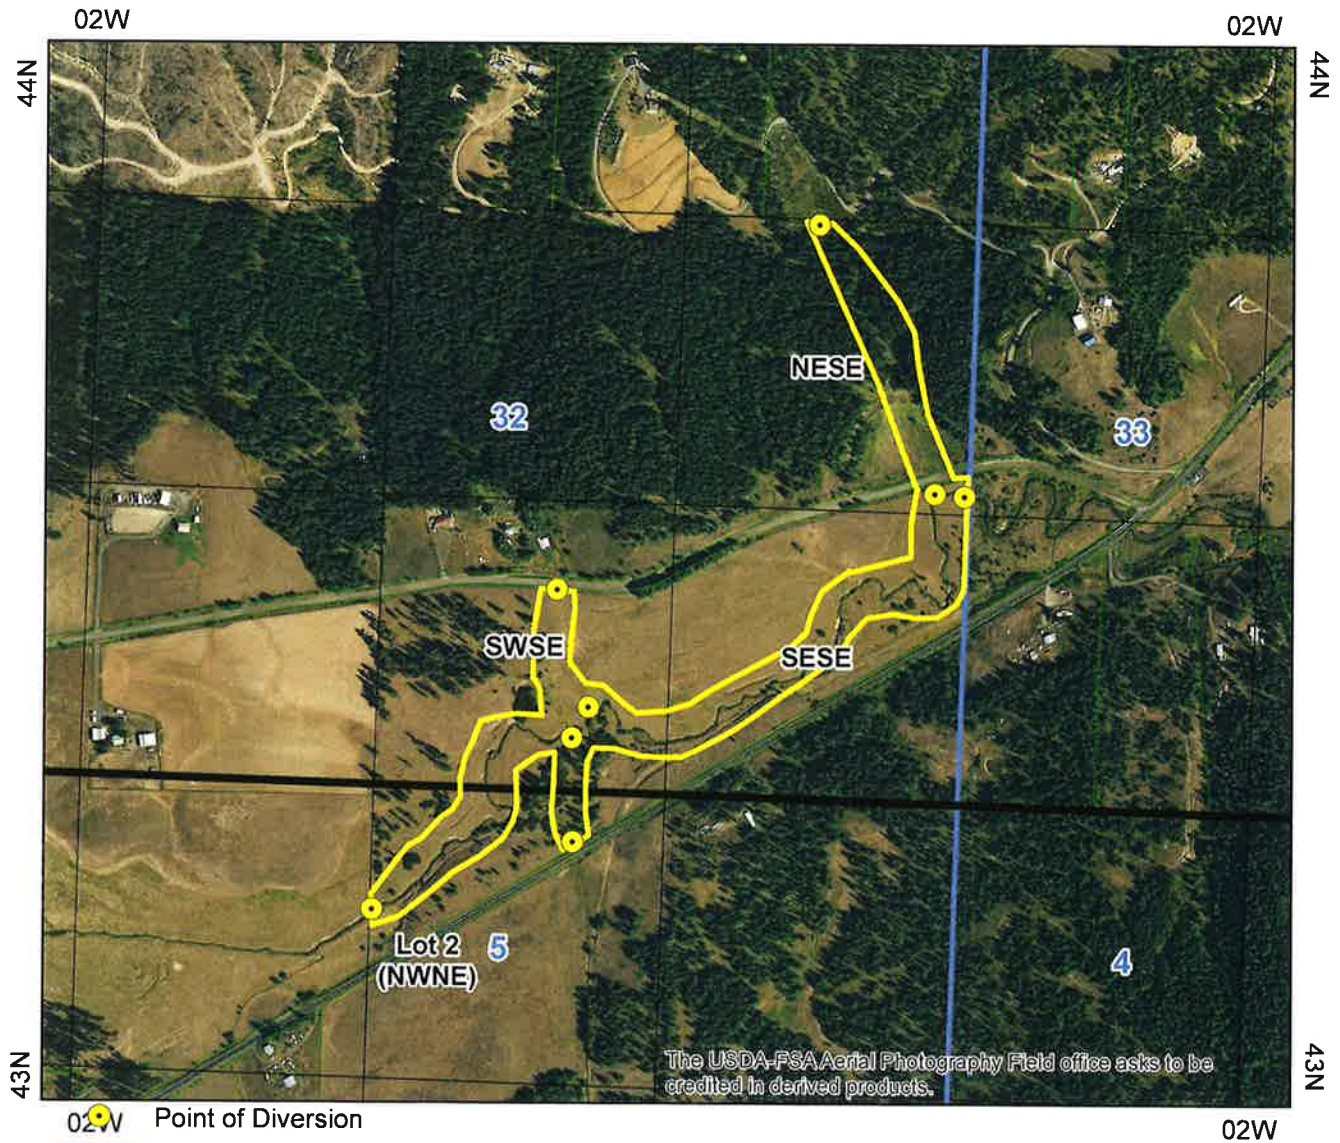 02W
02W
44N
44N
NESE
32
33
SWSE
SESE
Lot 2
(NWNE)
5
4
The USDA-FSA Aerial Photography Field office asks to be
credited in derived products.
43N
43N
02W
Point of Diversion
02W